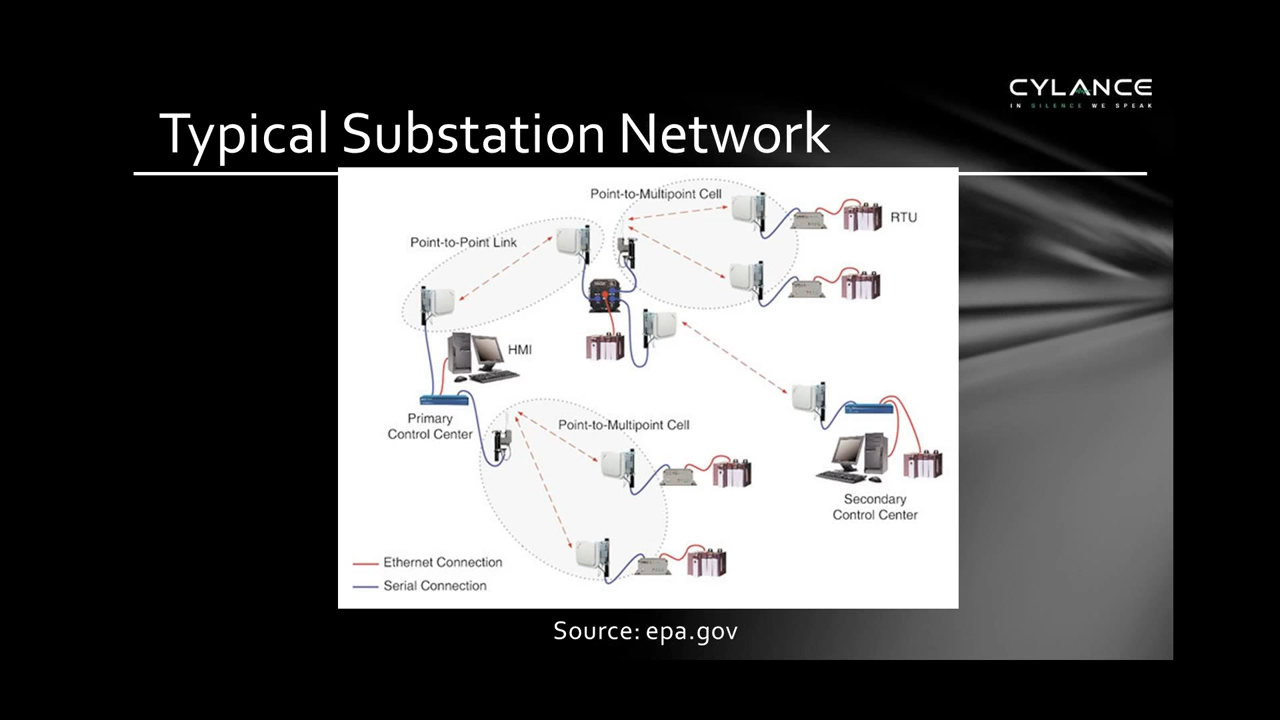 CYLANCE
IN SILENCE WE SPEAK
Typical Substation Network
Point-to-Multipoint Cell
RTU
Point-to-Point Link
HMI
Primary
Control Center
Point-to-Multipoint Cell
Secondary
Control Center
Ethernet Connection
Serial Connection
Source: epa.gov